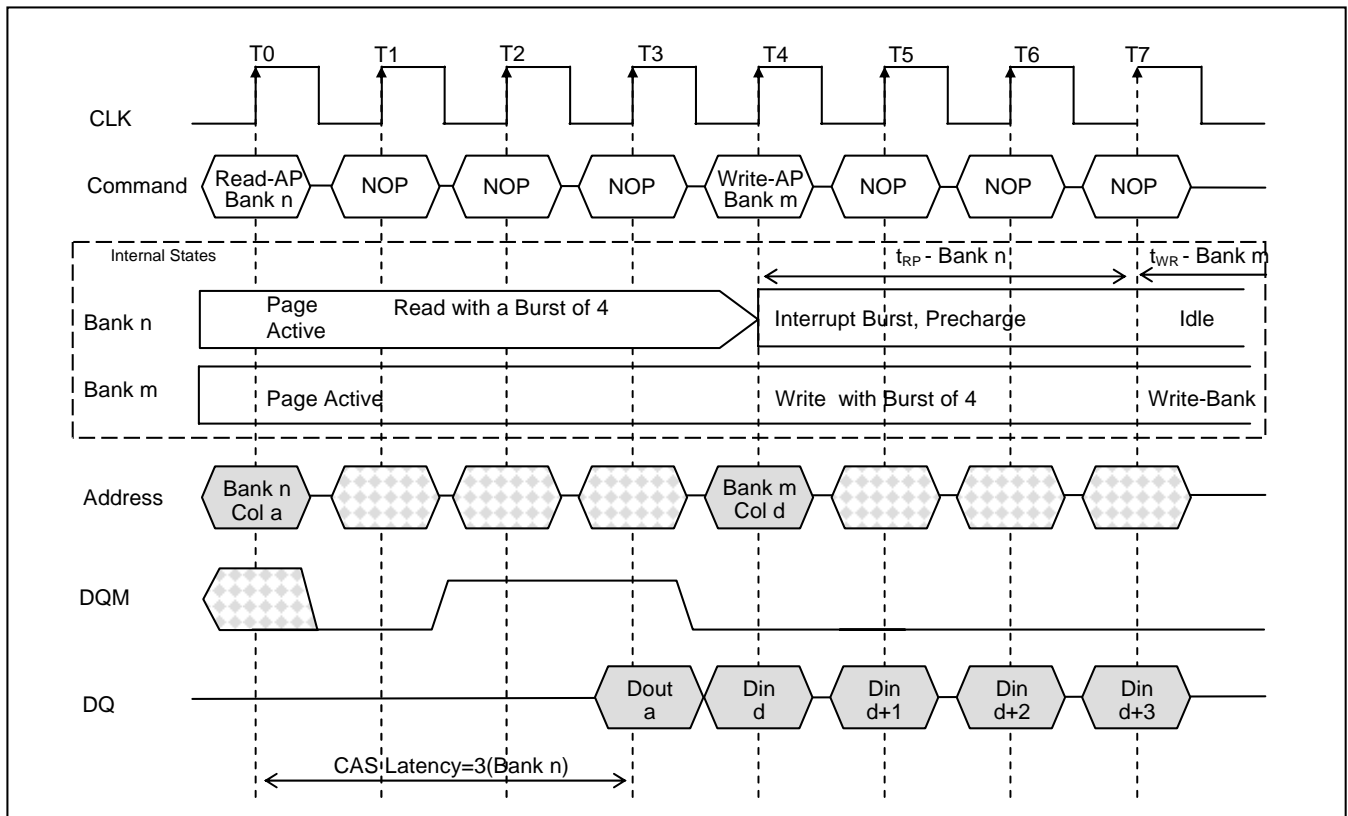 T0 T1 T2 T3 T4 T5 T6 T7
CLK
Command
Read-AP
Bank n
NOP
NOP
NOP
Write-AP
Bank m
NOP
NOP
NOP
Internal States
tRP - Bank n
tWR - Bank m
Bank n
Page
Active
Read with a Burst of 4
Interrupt Burst, Precharge
Idle
Bank m
Page Active
Write with Burst of 4
Write-Bank
Address
Bank n
Col a
Bank m
Col d
DQM
DQ
Dout
a
Din
d
Din
d+1
Din
d+2
Din
d+3
CAS Latency=3(Bank n)